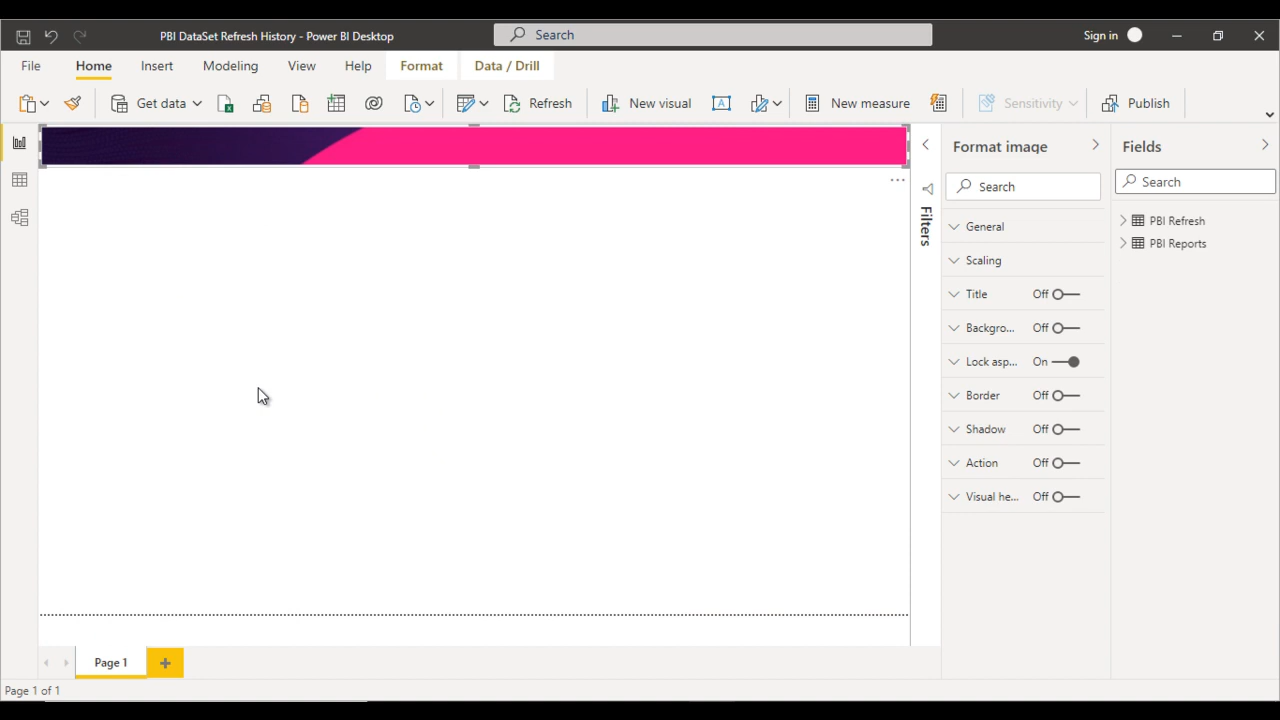 PBI DataSet Refresh History - Power BI Desktop
Search
Sign in
File
Home
Insert
Modeling
View
Help
Format
Data / Drill
Get data
Refresh
New visual
New measure
Sensitivity
Publish
Filters
Format image
Search
General
Scaling
Title Off
Backgro... Off
Lock asp... On
Border Off
Shadow Off
Action Off
Visual he... Off
Fields
Search
PBI Refresh
PBI Reports
Page 1
Page 1 of 1